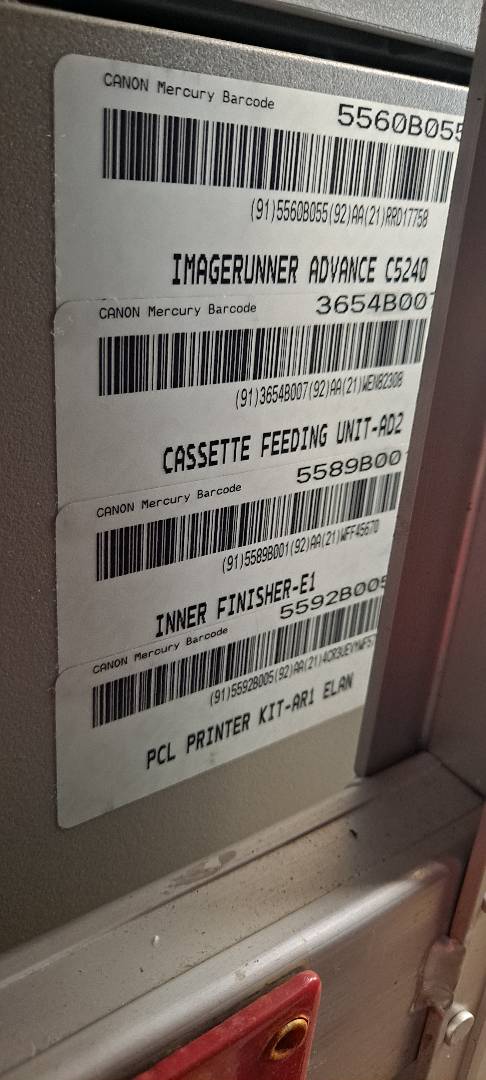 CANON Mercury Barcode
5560B055
(91)5560B055(92)AA(21)RRD17758
IMAGERUNNER ADVANCE C5240
CANON Mercury Barcode
3654B007
(91)3654B007(92)AA(21)WEN82308
CASSETTE FEEDING UNIT-AD2
CANON Mercury Barcode
5589B00
(91)5589B001(92)AA(21)WFF45670
INNER FINISHER-E1
CANON Mercury Barcode
5592B005
PCL PRINTER KIT-AR1 ELAN